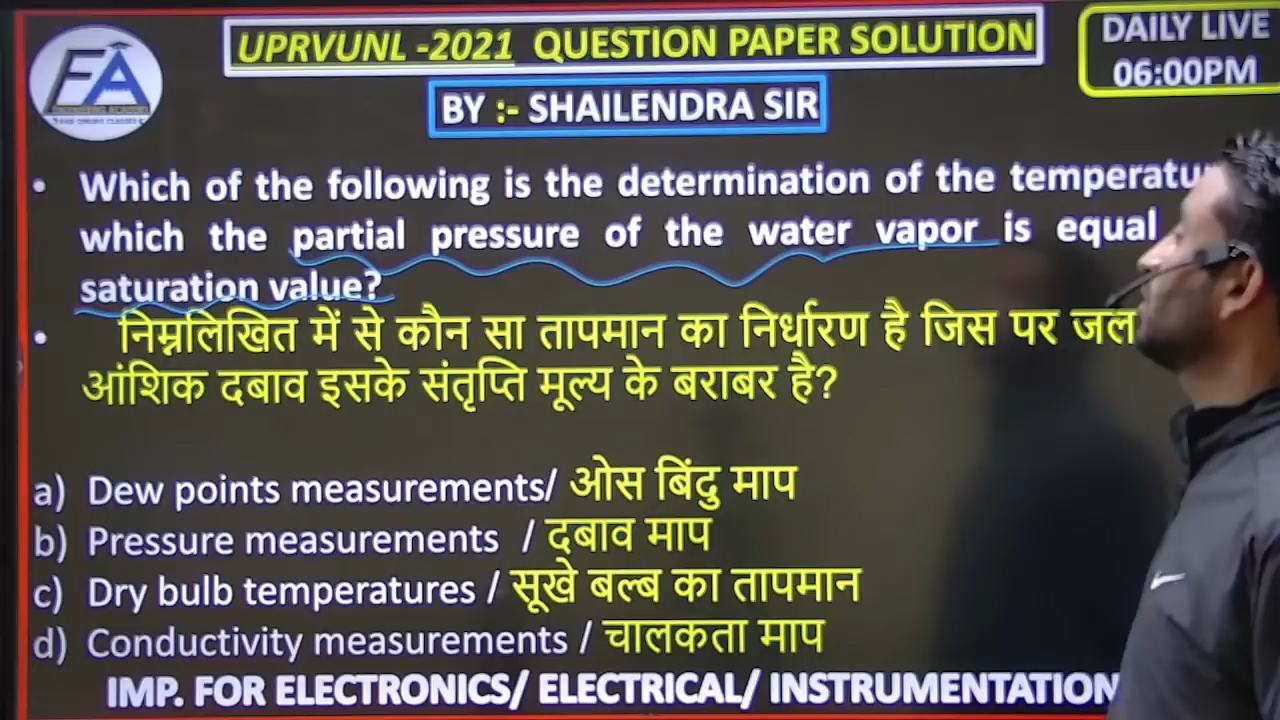 UPRVUNL -2021 QUESTION PAPER SOLUTION
DAILY LIVE
06:00PM
BY :- SHAILENDRA SIR
FA
• Which of the following is the determination of the
which the partial pressure of the water vapor is equal
saturation value?
• निम्नलिखित में से कौन सा तापमान का निर्धारण है जिस पर जल
आंशिक दबाव इसके संतृप्ति मूल्य के बराबर है?
a) Dew points measurements/ ओस बिंदु माप
b) Pressure measurements / दबाव माप
c) Dry bulb temperatures / सूखे बल्ब का तापमान
d) Conductivity measurements / चालकता माप
IMP. FOR ELECTRONICS/ ELECTRICAL/ INSTRUMENTATION